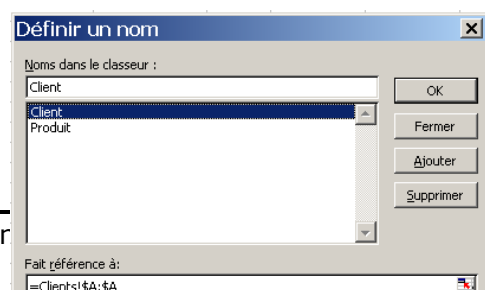 Définir un nom
Noms dans le classeur :
Client
OK
Client
Produit
Fermer
Ajouter
Supprimer
Fait référence à:
=Clients!$A:$A